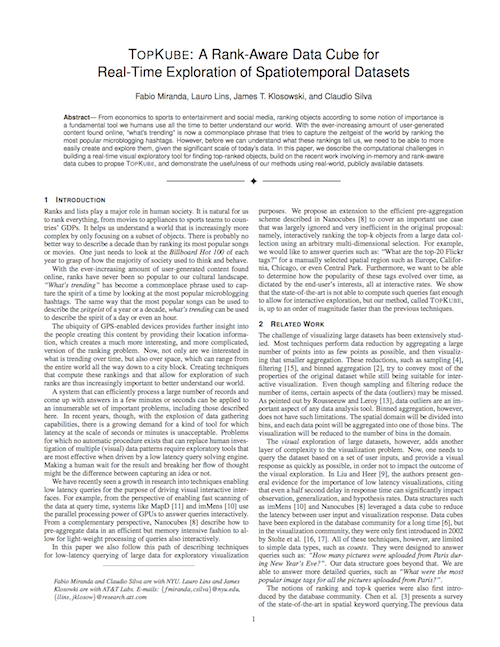 TOPKUBE: A Rank-Aware Data Cube for
Real-Time Exploration of Spatiotemporal Datasets
Fabio Miranda, Lauro Lins, James T. Klosowski, and Claudio Silva
Abstract— From economics to sports to entertainment and social media, ranking objects according to some notion of importance is
a fundamental tool we humans use all the time to better understand our world. With the ever-increasing amount of user-generated
content found online, "what's trending" is now a commonplace phrase that tries to capture the zeitgeist of the world by ranking the
most popular microblogging hashtags. However, before we can understand what these rankings tell us, we need to be able to more
easily create and explore them, given the significant scale of today's data. In this paper, we describe the computational challenges in
building a real-time visual exploratory tool for finding top-ranked objects, build on the recent work involving in-memory and rank-aware
data cubes to propse TOPKUBE, and demonstrate the usefulness of our methods using real-world, publicly available datasets.
1 INTRODUCTION
Ranks and lists play a major role in human society. It is natural for us
to rank everything, from movies to appliances to sports teams to coun-
tries' GDPs. It helps us understand a world that is increasingly more
complex by only focusing on a subset of objects. There is probably no
better way to describe a decade than by ranking its most popular songs
or movies. One just needs to look at the Billboard Hot 100 of each
year to grasp of how the majority of society used to think and behave.
With the ever-increasing amount of user-generated content found
online, ranks have never been so popular to our cultural landscape.
"What's trending" has become a commonplace phrase used to cap-
ture the spirit of a time by looking at the most popular microblogging
hashtags. The same way that the most popular songs can be used to
describe the zeitgeist of a year or a decade, what's trending can be used
to describe the spirit of a day or even an hour.
The ubiquity of GPS-enabled devices provides further insight into
the people creating this content by providing their location informa-
tion, which creates a much more interesting, and more complicated,
version of the ranking problem. Now, not only are we interested in
what is trending over time, but also over space, which can range from
the entire world all the way down to a city block. Creating techniques
that compute these rankings and that allow for exploration of such
ranks are thus increasingly important to better understand our world.
A system that can efficiently process a large number of records and
come up with answers in a few minutes or seconds can be applied to
an innumerable set of important problems, including those described
here. In recent years, though, with the explosion of data gathering
capabilities, there is a growing demand for a kind of tool for which
latency at the scale of seconds or minutes is unacceptable. Problems
for which no automatic procedure exists that can replace human inves-
tigation of multiple (visual) data patterns require exploratory tools that
are most effective when driven by a low latency query solving engine.
Making a human wait for the result and breaking her flow of thought
might be the difference between capturing an idea or not.
We have recently seen a growth in research into techniques enabling
low latency queries for the purpose of driving visual interactive inter-
faces. For example, from the perspective of enabling fast scanning of
the data at query time, systems like MapD [11] and imMens [10] use
the parallel processing power of GPUs to answer queries interactively.
From a complementary perspective, Nanocubes [8] describe how to
pre-aggregate data in an efficient but memory intensive fashion to al-
low for light-weight processing of queries also interactively.
In this paper we also follow this path of describing techniques
for low-latency querying of large data for exploratory visualization
Fabio Miranda and Claudio Silva are with NYU. Lauro Lins and James
Klosowski are with AT&T Labs. E-mails: {fmiranda,csilva}@nyu.edu,
{llins, jklosow}@research.att.com
purposes. We propose an extension to the efficient pre-aggregation
scheme described in Nanocubes [8] to cover an important use case
that was largely ignored and very inefficient in the original proposal:
namely, interactively ranking the top-k objects from a large data col-
lection using an arbitrary multi-dimensional selection. For example,
we'd like to answer queries such as: "What are the top-20 Flickr
tags?" for a manually selected spatial region such as Europe, Califor-
nia, Chicago, or even Central Park. Furthermore, we want to be able
to determine how the popularity of these tags evolved over time, as
dictated by the end-user's interests, all at interactive rates. We show
that the state-of-the-art is not able to compute such queries fast enough
to allow for interactive exploration, but our method, called TOPKUBE,
is, up to an order of magnitude faster than the previous techniques.
2 RELATED WORK
The challenge of visualizing large datasets has been extensively stud-
ied. Most techniques perform data reduction by aggregating a large
number of points into as few points as possible, and then visualiz-
ing that smaller aggregation. These reductions, such as sampling [4],
filtering [15], and binned aggregation [2], try to convey most of the
properties of the original dataset while still being suitable for inter-
active visualization. Even though sampling and filtering reduce the
number of items, certain aspects of the data (outliers) may be missed.
As pointed out by Rousseeuw and Leroy [13], data outliers are an im-
portant aspect of any data analysis tool. Binned aggregation, however,
does not have such limitations. The spatial domain will be divided into
bins, and each data point will be aggregated into one of those bins. The
visualization will be reduced to the number of bins in the domain.
The visual exploration of large datasets, however, adds another
layer of complexity to the visualization problem. Now, one needs to
query the dataset based on a set of user inputs, and provide a visual
response as quickly as possible, in order not to impact the outcome of
the visual exploration. In Liu and Heer [9], the authors present gen-
eral evidence for the importance of low latency visualizations, citing
that even a half second delay in response time can significantly impact
observation, generalization, and hypothesis rates. Data structures such
as imMens [10] and Nanocubes [8] leveraged a data cube to reduce
the latency between user input and visualization response. Data cubes
have been explored in the database community for a long time [6], but
in the visualization community, they were only first introduced in 2002
by Stolte et al. [16, 17]. All of these techniques, however, are limited
to simple data types, such as counts. They were designed to answer
queries such as: "How many pictures were uploaded from Paris dur-
ing New Year's Eve?". Our data structure goes beyond that. We are
able to answer more detailed queries, such as "What were the most
popular image tags for all the pictures uploaded from Paris?".
The notions of ranking and top-k queries were also first intro-
duced by the database community. Chen et al. [3] presents a survey
of the state-of-the-art in spatial keyword querying.The previous data
1